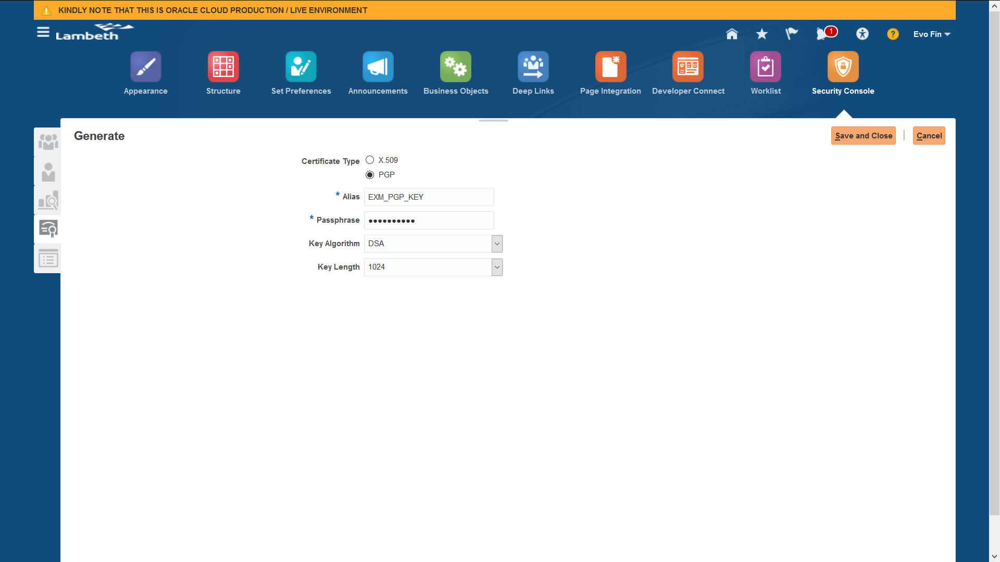 KINDLY NOTE THAT THIS IS ORACLE CLOUD PRODUCTION / LIVE ENVIRONMENT
Lambeth
1
?
Evo Fin
Appearance
Structure
Set Preferences
Announcements
Business Objects
Deep Links
Page Integration
Developer Connect
Worklist
Security Console
Generate
Save and Close
Cancel
Certificate Type
X.509
PGP
* Alias
EXM_PGP_KEY
* Passphrase
••••••••••
Key Algorithm
DSA
Key Length
1024